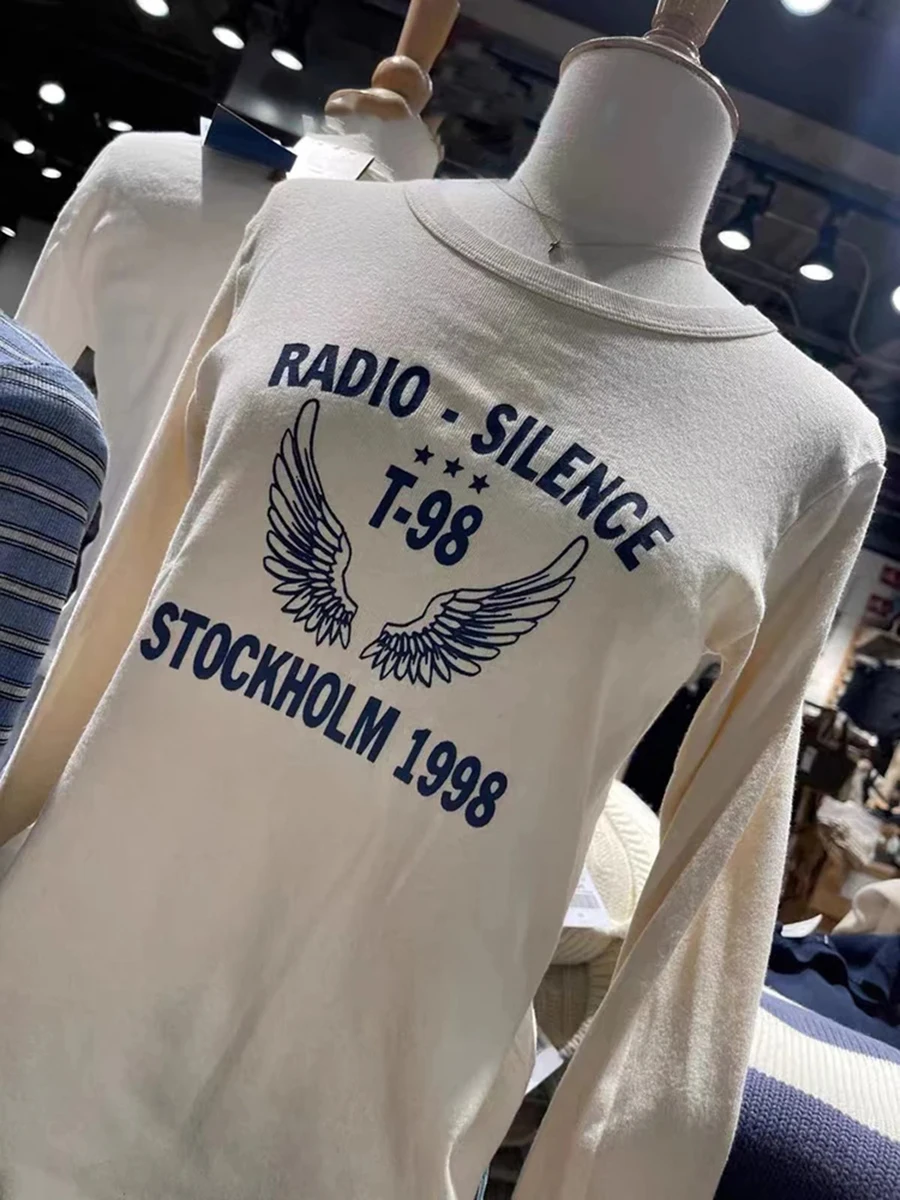 RADIO - SILENCE
T-98
STOCKHOLM 1998